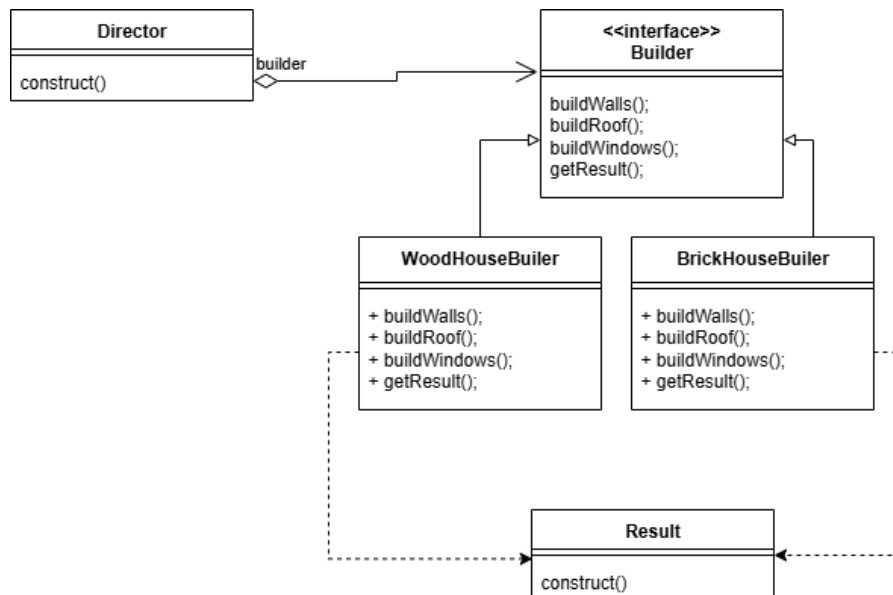 Director
construct()
builder
<<interface>>
Builder
buildWalls();
buildRoof();
buildWindows();
getResult();
WoodHouseBuiler
+ buildWalls();
+ buildRoof();
+ buildWindows();
+ getResult();
BrickHouseBuiler
+ buildWalls();
+ buildRoof();
+ buildWindows();
+ getResult();
Result
construct()